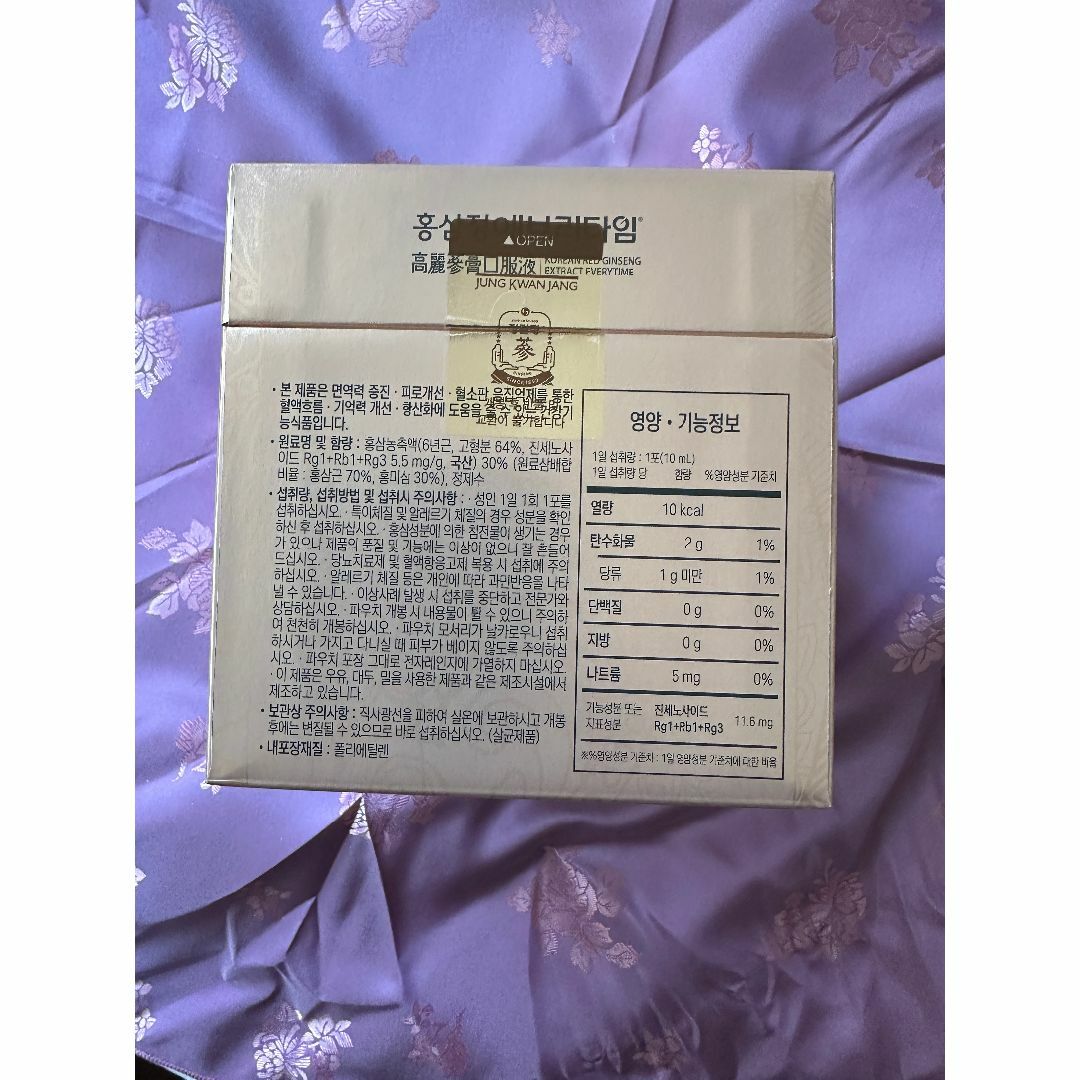 홍삼정에브리타임®
▲OPEN
高麗蔘膏口服液 KOREAN RED GINSENG
EXTRACT EVERYTIME
JUNG KWAN JANG
정관장
蔘
GINSENG
SINCE 1899
교환이 불가합니다
• 본 제품은 면역력 증진 · 피로개선 · 혈소판 응집억제를 통한
혈액흐름 · 기억력 개선 · 항산화에 도움을 줄 수 있는 건강기
능식품입니다.
• 원료명 및 함량 : 홍삼농축액(6년근, 고형분 64%, 진세노사
이드 Rg1+Rb1+Rg3 5.5 mg/g, 국산) 30% (원료삼배합
비율 : 홍삼근 70%, 홍미삼 30%), 정제수
• 섭취량, 섭취방법 및 섭취시 주의사항 : · 성인 1일 1회 1포를
섭취하십시오. · 특이체질 및 알레르기 체질의 경우 성분을 확인
하신 후 섭취하십시오. · 홍삼성분에 의한 침전물이 생기는 경우
가 있으나 제품의 품질 및 기능에는 이상이 없으니 잘 흔들어
드십시오. · 당뇨치료제 및 혈액항응고제 복용 시 섭취에 주의
하십시오. · 알레르기 체질 등은 개인에 따라 과민반응을 나타
낼 수 있습니다. · 이상사례 발생 시 섭취를 중단하고 전문가와
상담하십시오. · 파우치 개봉 시 내용물이 튈 수 있으니 주의하
여 천천히 개봉하십시오. · 파우치 모서리가 날카로우니 섭취
하시거나 가지고 다니실 때 피부가 베이지 않도록 주의하십
시오. · 파우치 포장 그대로 전자레인지에 가열하지 마십시오.
· 이 제품은 우유, 대두, 밀을 사용한 제품과 같은 제조시설에서
제조하고 있습니다.
• 보관상 주의사항 : 직사광선을 피하여 실온에 보관하시고 개봉
후에는 변질될 수 있으므로 바로 섭취하십시오. (살균제품)
• 내포장재질 : 폴리에틸렌
영양 • 기능정보
1일 섭취량 : 1포(10 mL)
1일 섭취량 당 함량 %영양성분 기준치
열량 10 kcal
탄수화물 2 g 1%
당류 1 g 미만 1%
단백질 0 g 0%
지방 0 g 0%
나트륨 5 mg 0%
기능성분 또는 진세노사이드 11.6 mg
지표성분 Rg1+Rb1+Rg3
※%영양성분 기준치 : 1일 영양성분 기준치에 대한 비율